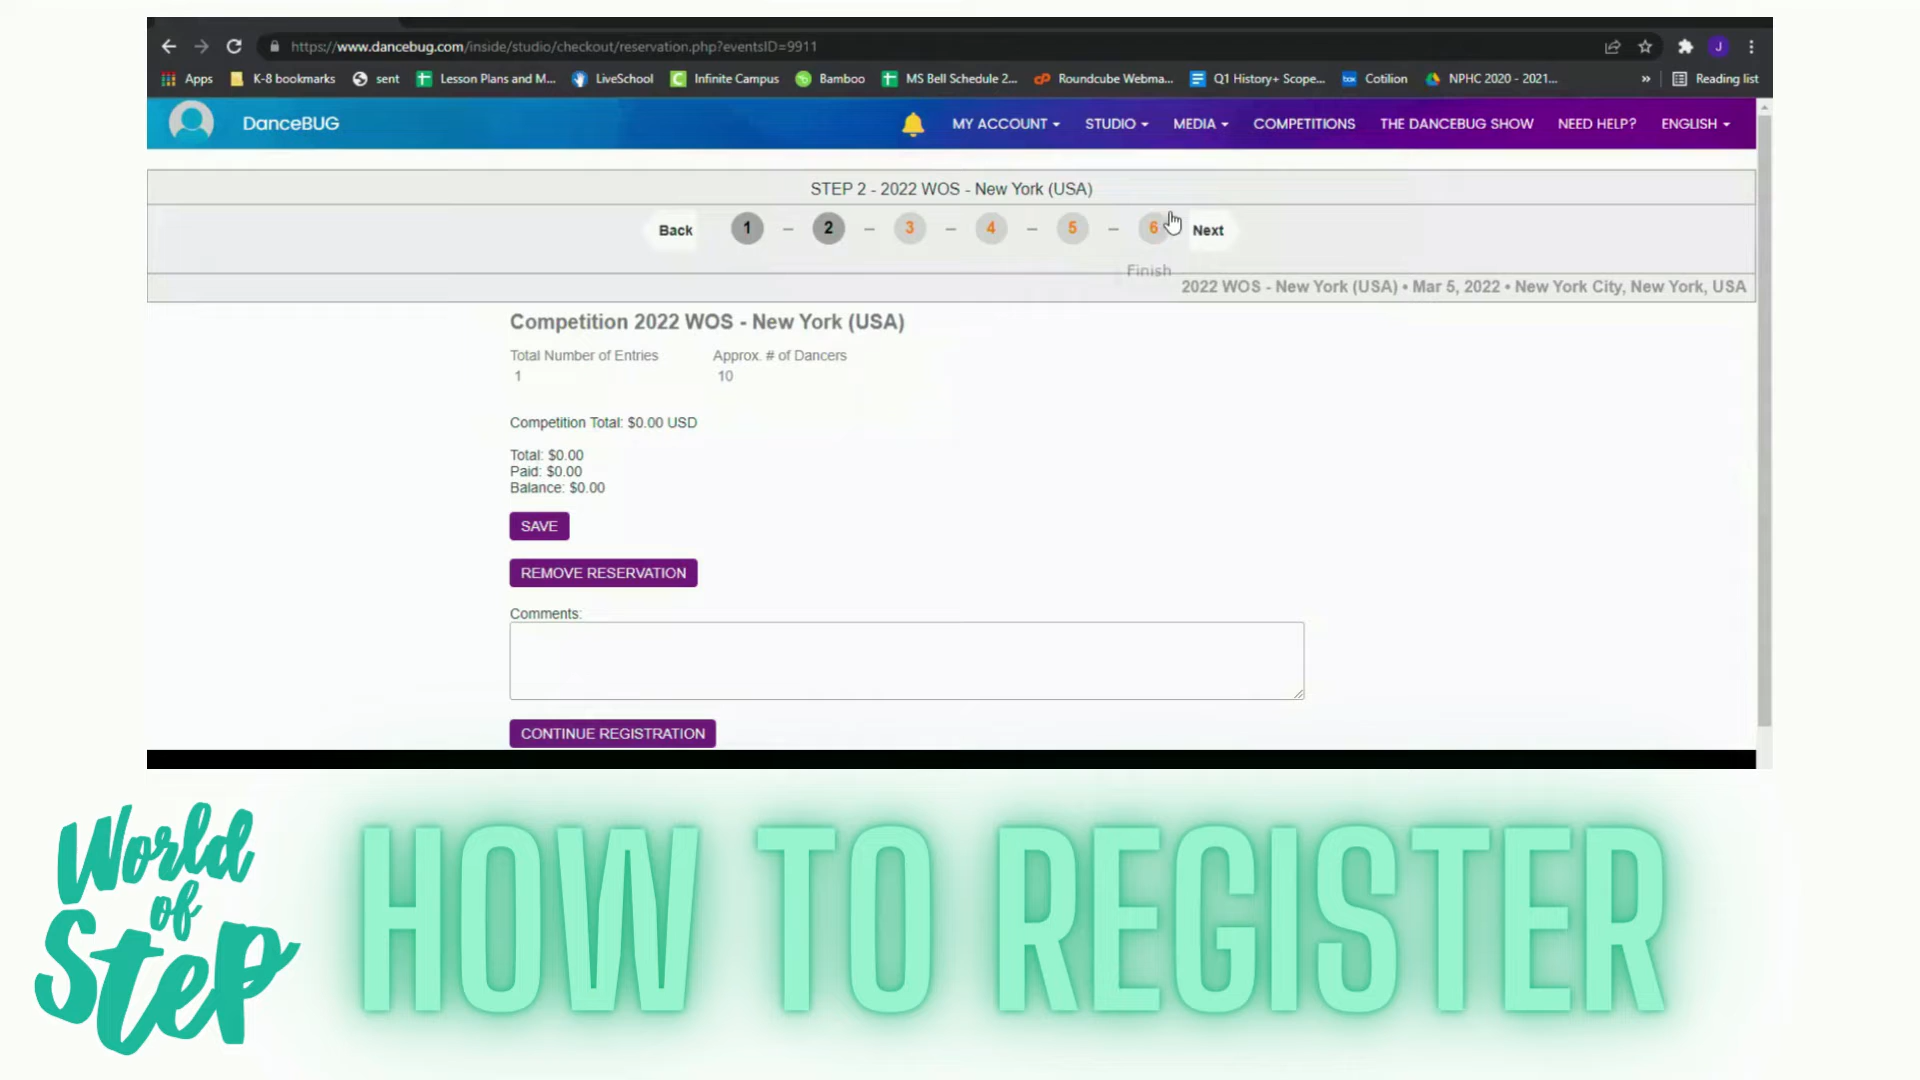 https://www.dancebug.com/inside/studio/checkout/reservation.php?eventsID=9911
J
Apps K-8 bookmarks sent Lesson Plans and M... LiveSchool Infinite Campus Bamboo MS Bell Schedule 2... Roundcube Webma... Q1 History+ Scope... Cotilion NPHC 2020 - 2021... » Reading list
DanceBUG MY ACCOUNT STUDIO MEDIA COMPETITIONS THE DANCEBUG SHOW NEED HELP? ENGLISH
STEP 2 - 2022 WOS - New York (USA)
Back 1 – 2 – 3 – 4 – 5 – 6 Next
Finish
2022 WOS - New York (USA) • Mar 5, 2022 • New York City, New York, USA
Competition 2022 WOS - New York (USA)
Total Number of Entries Approx. # of Dancers
1 10
Competition Total: $0.00 USD
Total: $0.00
Paid: $0.00
Balance: $0.00
SAVE
REMOVE RESERVATION
Comments:
CONTINUE REGISTRATION
World
of
Step
HOW TO REGISTER